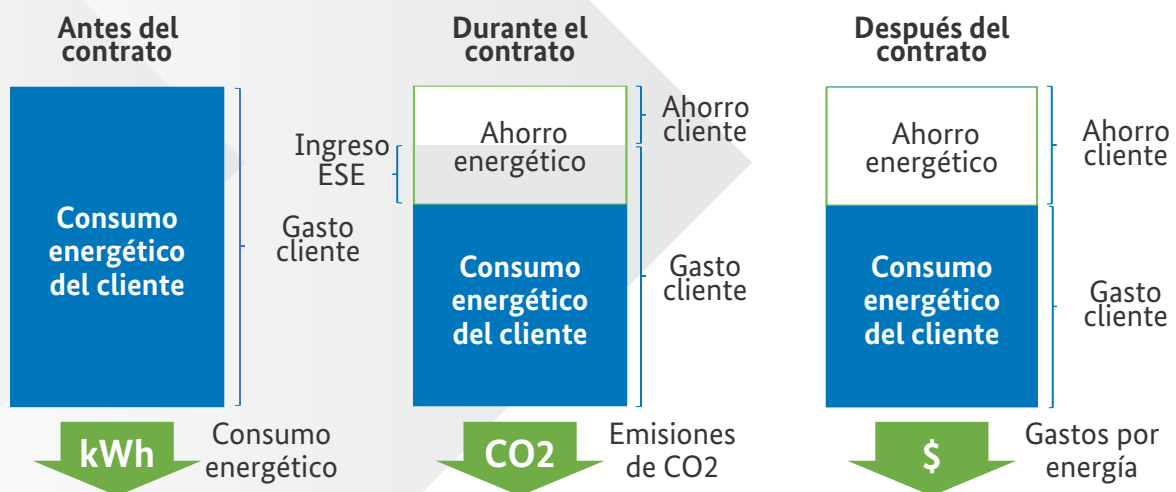 Antes del
contrato
Consumo
energético
del cliente
Gasto
cliente
Durante el
contrato
Ingreso
ESE
Ahorro
energético
Ahorro
cliente
Consumo
energético
del cliente
Gasto
cliente
Después del
contrato
Ahorro
energético
Ahorro
cliente
Consumo
energético
del cliente
Gasto
cliente
kWh
Consumo
energético
CO2
Emisiones
de CO2
$
Gastos por
energía